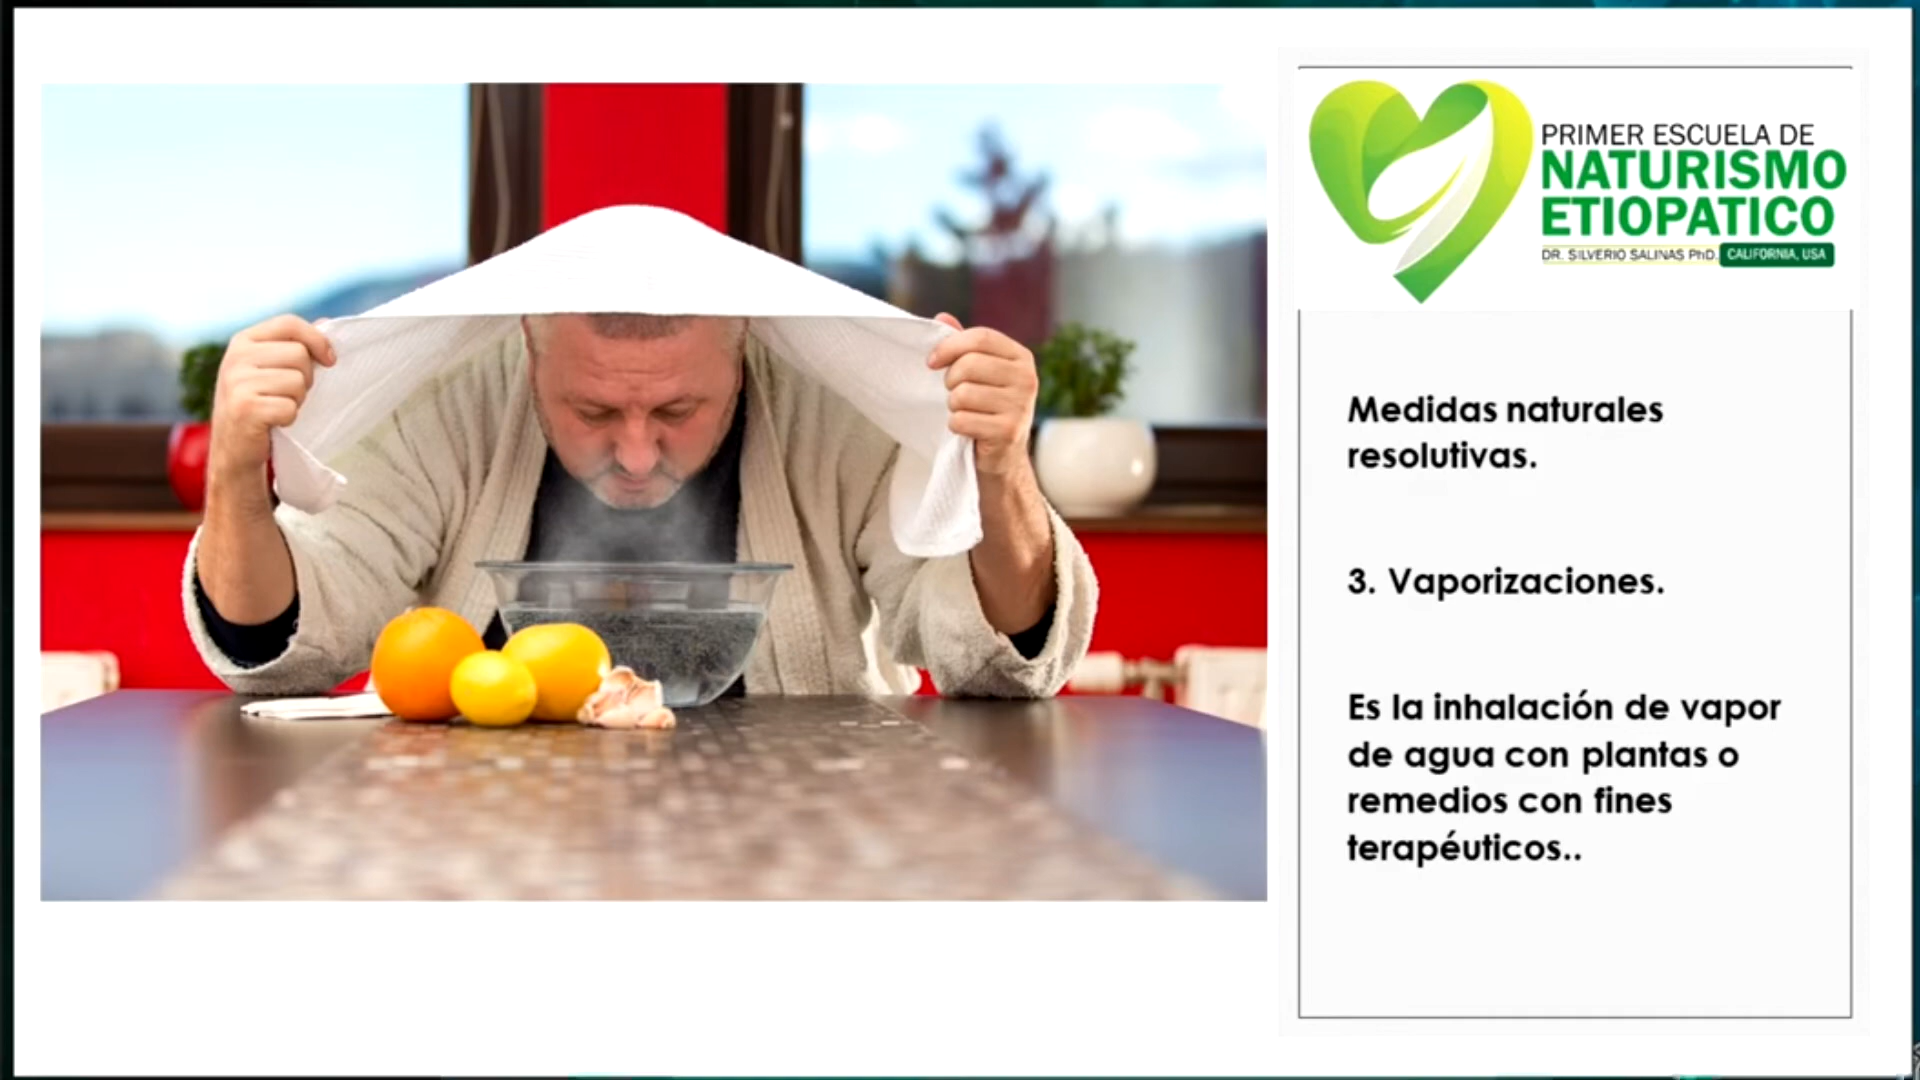 PRIMER ESCUELA DE
NATURISMO
ETIOPATICO
DR. SILVERIO SALINAS PhD. CALIFORNIA, USA
Medidas naturales
resolutivas.
3. Vaporizaciones.
Es la inhalación de vapor
de agua con plantas o
remedios con fines
terapéuticos..